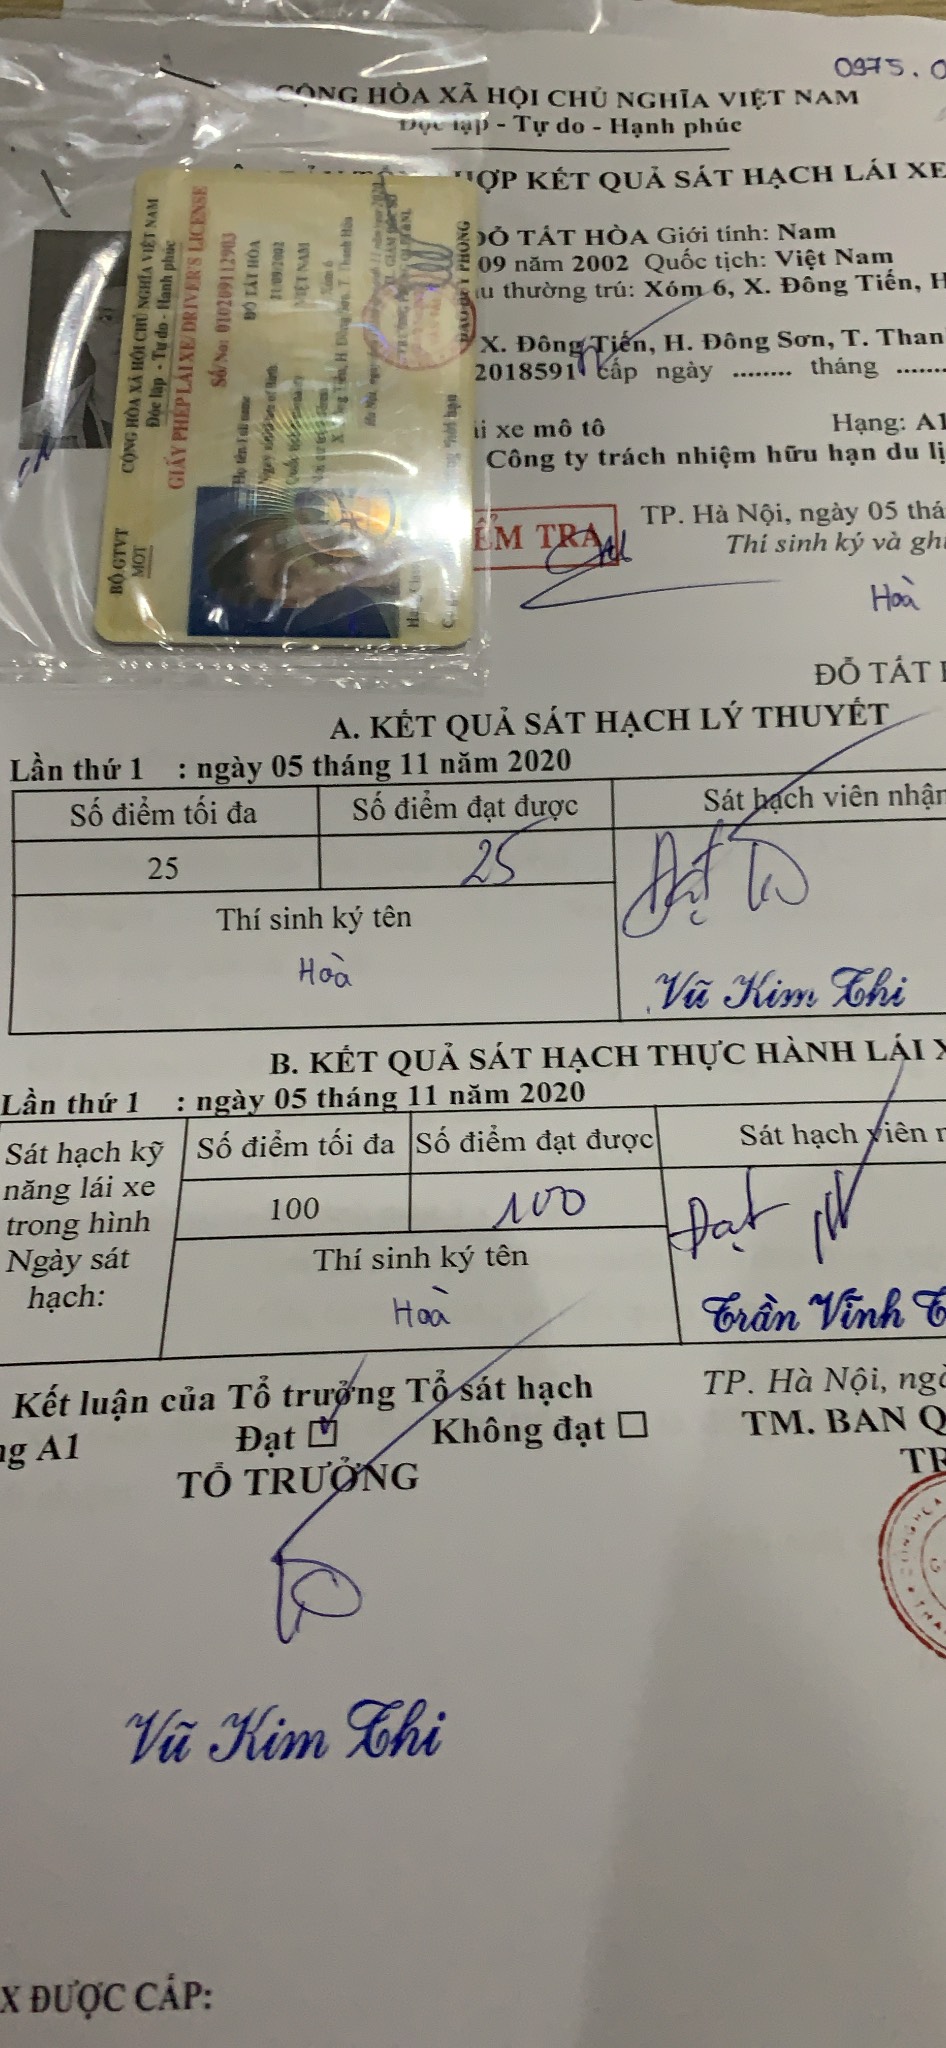 0975.0
CỘNG HÒA XÃ HỘI CHỦ NGHĨA VIỆT NAM
Độc lập - Tự do - Hạnh phúc
HỢP KẾT QUẢ SÁT HẠCH LÁI XE
ĐỖ TẤT HÒA Giới tính: Nam
09 năm 2002 Quốc tịch: Việt Nam
thường trú: Xóm 6, X. Đông Tiến, H
X. Đông Tiến, H. Đông Sơn, T. Than
2018591 cấp ngày ........ tháng
xe mô tô Hạng: A1
Công ty trách nhiệm hữu hạn du lị
TRA
TP. Hà Nội, ngày 05 thá
Thí sinh ký và gh
Hoà
ĐỖ TẤT
CỘNG HÒA XÃ HỘI CHỦ NGHĨA VIỆT NAM
Độc lập - Tự do - Hạnh phúc
BỘ GTVT
MOT
GIẤY PHÉP LÁI XE/DRIVER'S LICENSE
Số/No: 010209112983
ĐỖ TẤT HÒA
21/09/2002
VIỆT NAM
A. KẾT QUẢ SÁT HẠCH LÝ THUYẾT
Lần thứ 1 : ngày 05 tháng 11 năm 2020
Số điểm tối đa Số điểm đạt được Sát hạch viên nhận
25 25 Đạt
Thí sinh ký tên
Hoà
Vũ Kim Thi
B. KẾT QUẢ SÁT HẠCH THỰC HÀNH LÁI X
Lần thứ 1 : ngày 05 tháng 11 năm 2020
Sát hạch kỹ năng lái xe trong hình Ngày sát hạch:
Số điểm tối đa Số điểm đạt được Sát hạch viên n
100 100 Đạt
Thí sinh ký tên
Hoà
Trần Vĩnh T
Kết luận của Tổ trưởng Tổ sát hạch
ng A1 Đạt Không đạt
TỔ TRƯỞNG
TP. Hà Nội, ngà
TM. BAN Q
TR
Vũ Kim Thi
X ĐƯỢC CẤP: